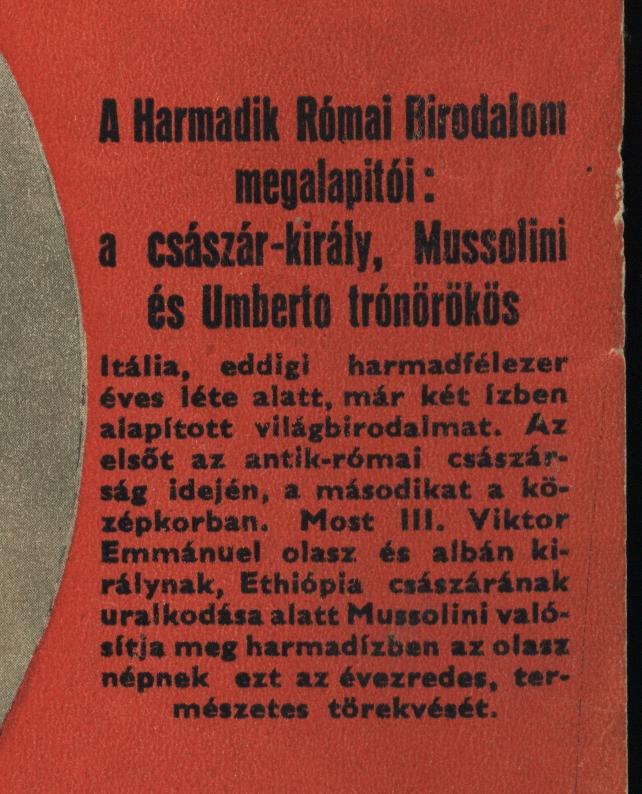 A Harmadik Római Birodalom
megalapitói:
a császár-király, Mussolini
és Umberto trónörökös
Itália, eddigi harmadfélezer
éves léte alatt, már két ízben
alapított világbirodalmat. Az
elsőt az antik-római császár-
ság idején, a másodikat a kö-
zépkorban. Most III. Viktor
Emmánuel olasz és albán ki-
rálynak, Ethiópia császárának
uralkodása alatt Mussolini való-
sítja meg harmadízben az olasz
népnek ezt az évezredes, ter-
mészetes törekvését.